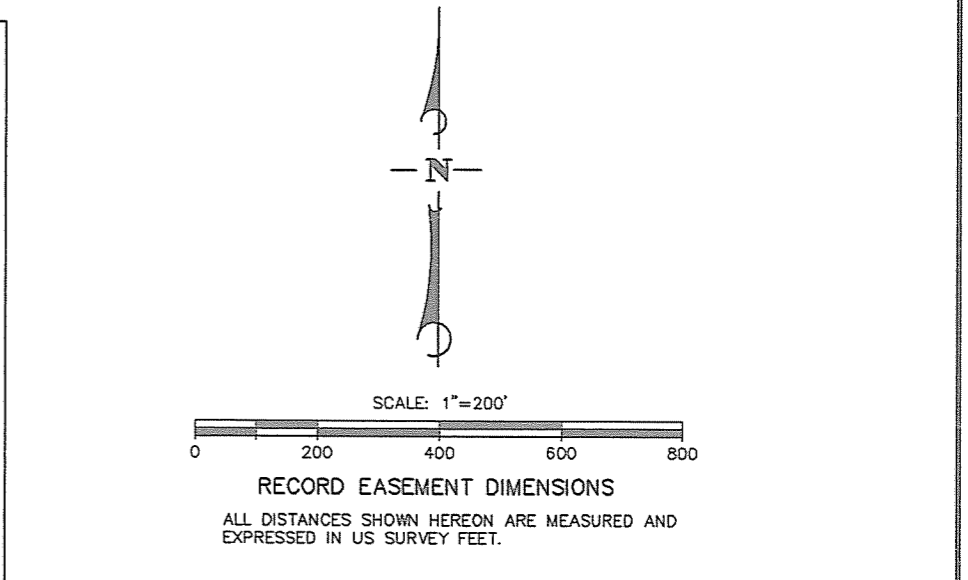 N
SCALE: 1"=200'
0 200 400 600 800
RECORD EASEMENT DIMENSIONS
ALL DISTANCES SHOWN HEREON ARE MEASURED AND
EXPRESSED IN US SURVEY FEET.